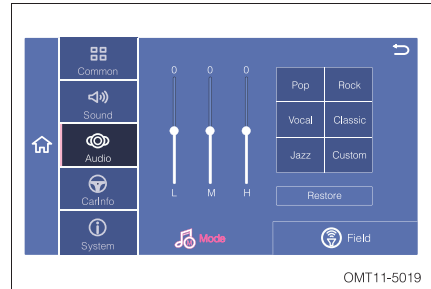 Common
Sound
Audio
CarInfo
System
0 0 0
L M H
Pop Rock
Vocal Classic
Jazz Custom
Restore
Mode
Field
OMT11-5019